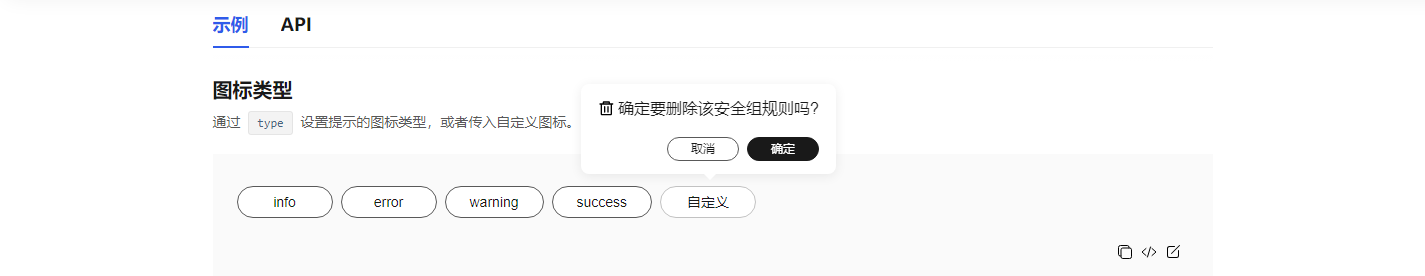 示例 API
图标类型
通过 type 设置提示的图标类型，或者传入自定义图标。
确定要删除该安全组规则吗?
取消 确定
info error warning success 自定义